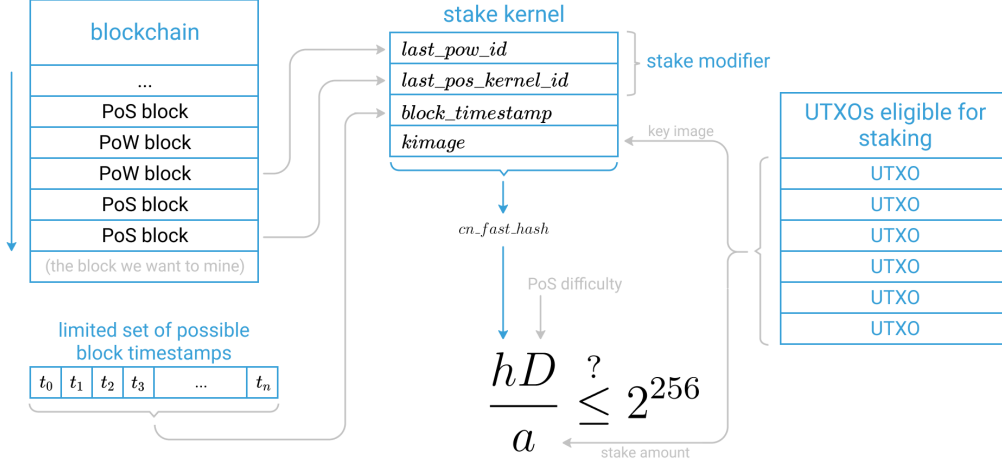 blockchain
...
PoS block
PoW block
PoW block
PoS block
PoS block
(the block we want to mine)
limited set of possible
block timestamps
t₀ t₁ t₂ t₃ ... tₙ
stake kernel
last_pow_id
last_pos_kernel_id
block_timestamp
kimage
stake modifier
key image
cn_fast_hash
PoS difficulty
hD
a
?
≤ 2²⁵⁶
stake amount
UTXOs eligible for
staking
UTXO
UTXO
UTXO
UTXO
UTXO
UTXO